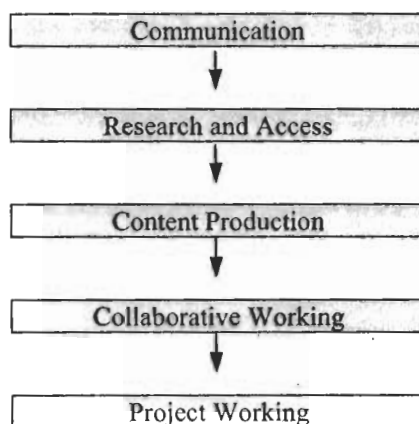 Communication
Research and Access
Content Production
Collaborative Working
Project Working